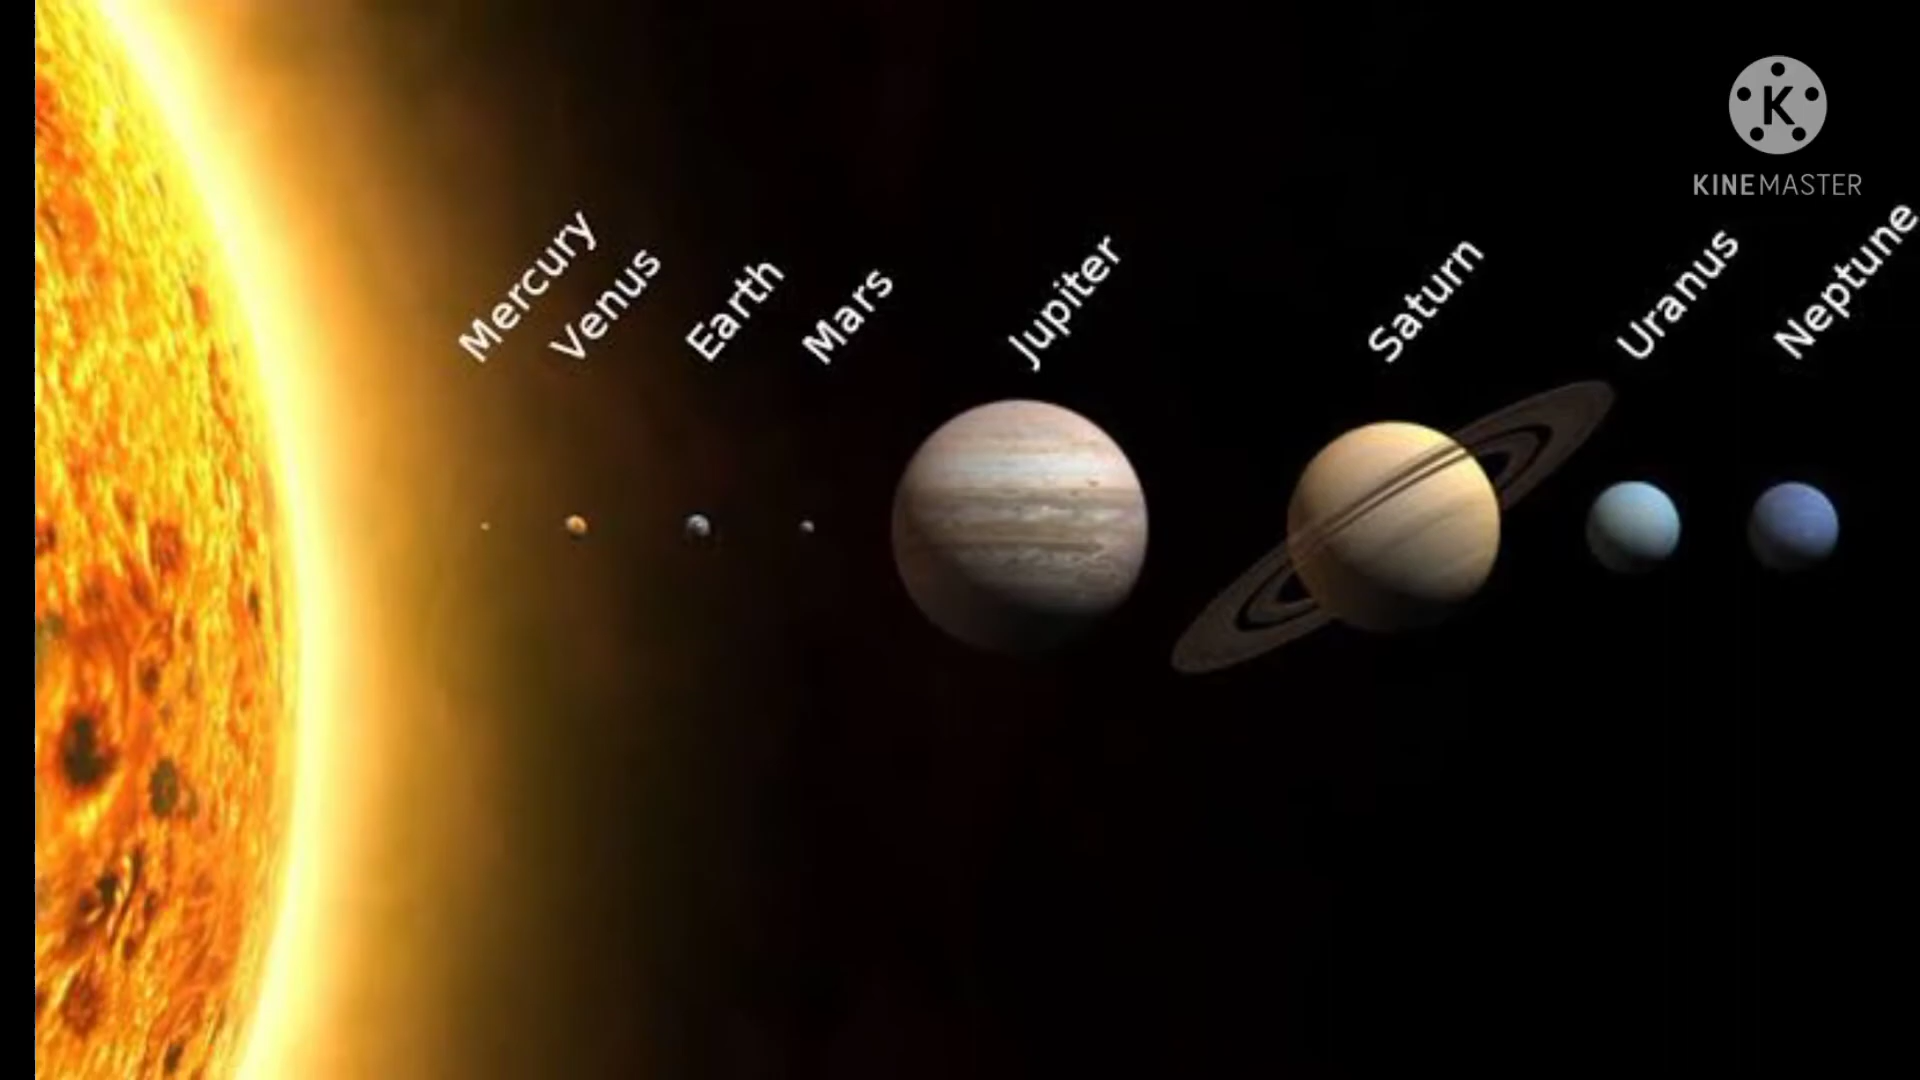 K
KINEMASTER
Mercury
Venus
Earth
Mars
Jupiter
Saturn
Uranus
Neptune